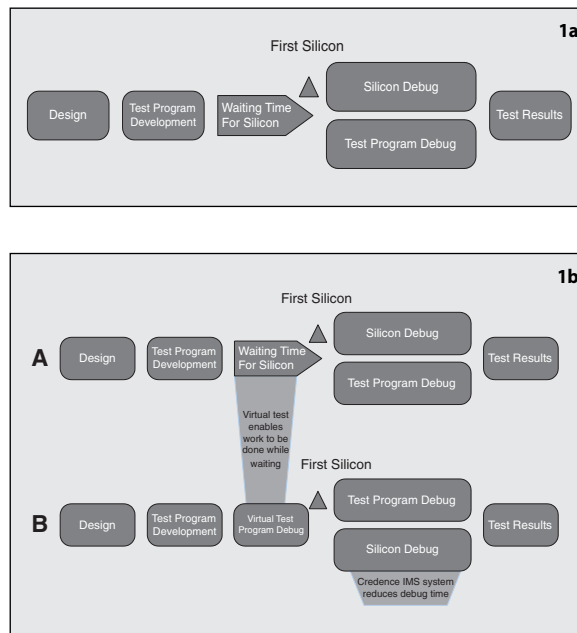 1a
First Silicon
Design
Test Program
Development
Waiting Time
For Silicon
Silicon Debug
Test Program Debug
Test Results
1b
First Silicon
A
Design
Test Program
Development
Waiting Time
For Silicon
Silicon Debug
Test Program Debug
Test Results
Virtual test
enables
work to be
done while
waiting
First Silicon
B
Design
Test Program
Development
Virtual Test
Program Debug
Test Program Debug
Silicon Debug
Test Results
Credence IMS system
reduces debug time